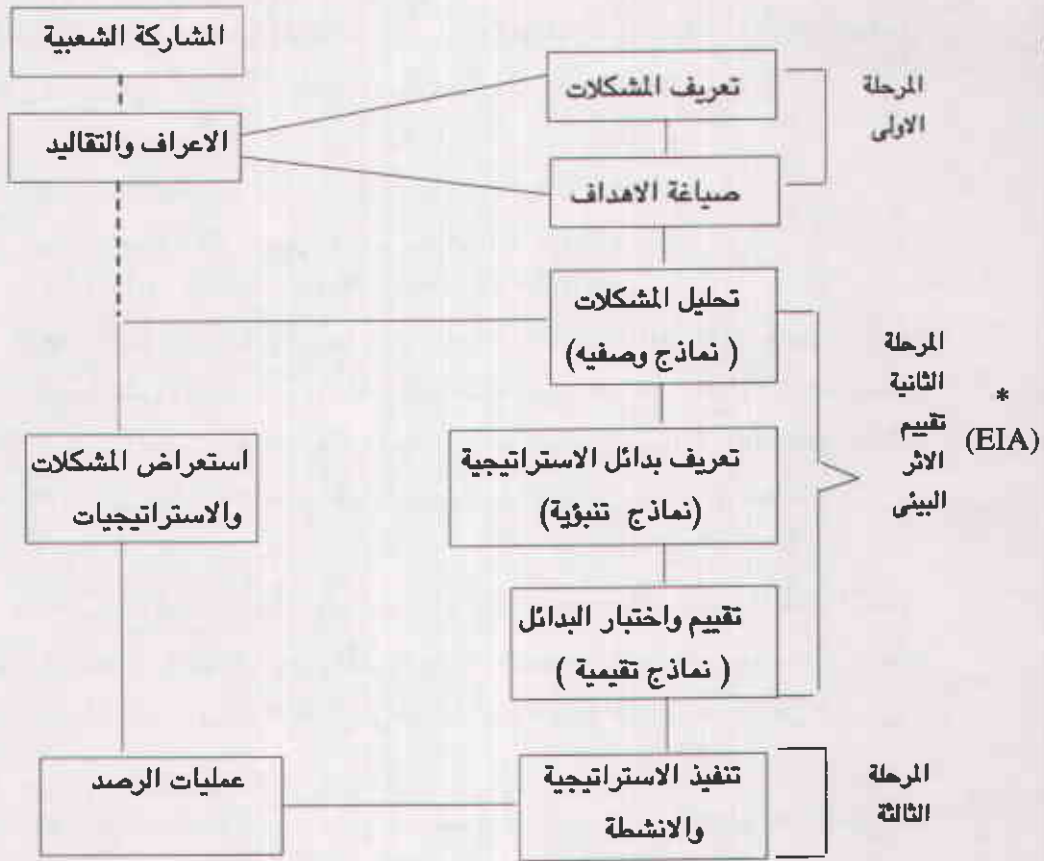 المشاركة الشعبية
الاعراف والتقاليد
تعريف المشكلات
صياغة الاهداف
المرحلة
الاولى
تحليل المشكلات
( نماذج وصفيه)
تعريف بدائل الاستراتيجية
(نماذج تنبؤية)
تقييم واختبار البدائل
( نماذج تقيمية )
المرحلة
الثانية
تقييم
الاثر
البيئى
*
(EIA)
استعراض المشكلات
والاستراتيجيات
عمليات الرصد
تنفيذ الاستراتيجية
والانشطة
المرحلة
الثالثة